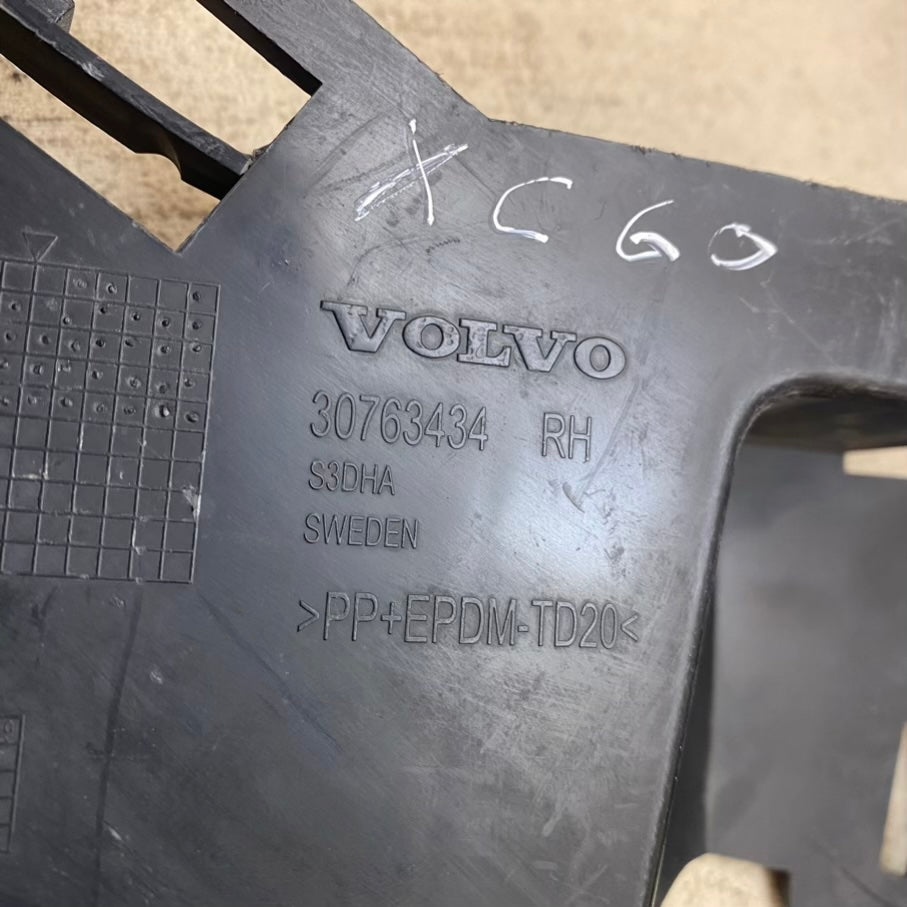 XC60
VOLVO
30763434 RH
S3DHA
SWEDEN
>PP+EPDM-TD20<